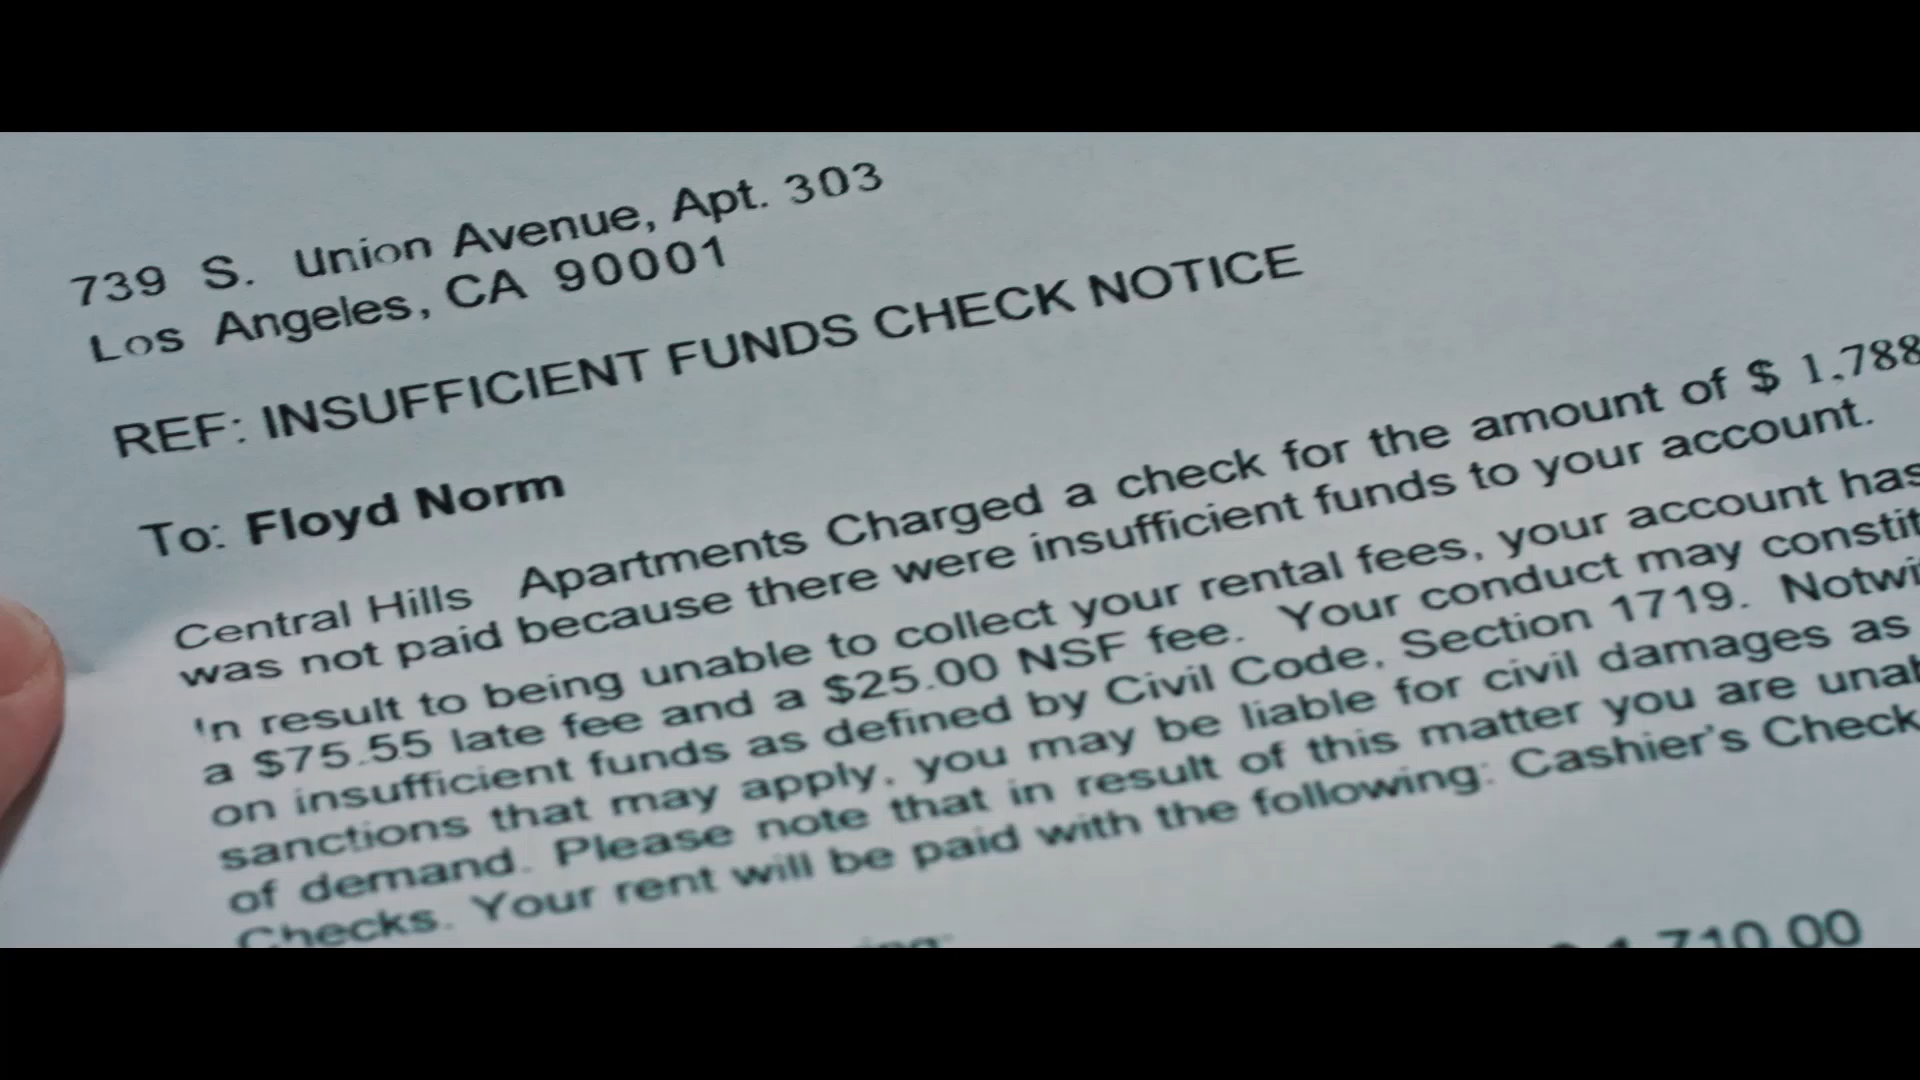 739 S. Union Avenue, Apt. 303
Los Angeles, CA 90001
REF: INSUFFICIENT FUNDS CHECK NOTICE
To: Floyd Norm
Central Hills Apartments Charged a check for the amount of $ 1,788
was not paid because there were insufficient funds to your account.
In result to being unable to collect your rental fees, your account has
a $75.55 late fee and a $25.00 NSF fee. Your conduct may constit
on insufficient funds as defined by Civil Code, Section 1719. Notwi
sanctions that may apply, you may be liable for civil damages as
of demand. Please note that in result of this matter you are unab
Checks. Your rent will be paid with the following: Cashier's Check
1,710.00